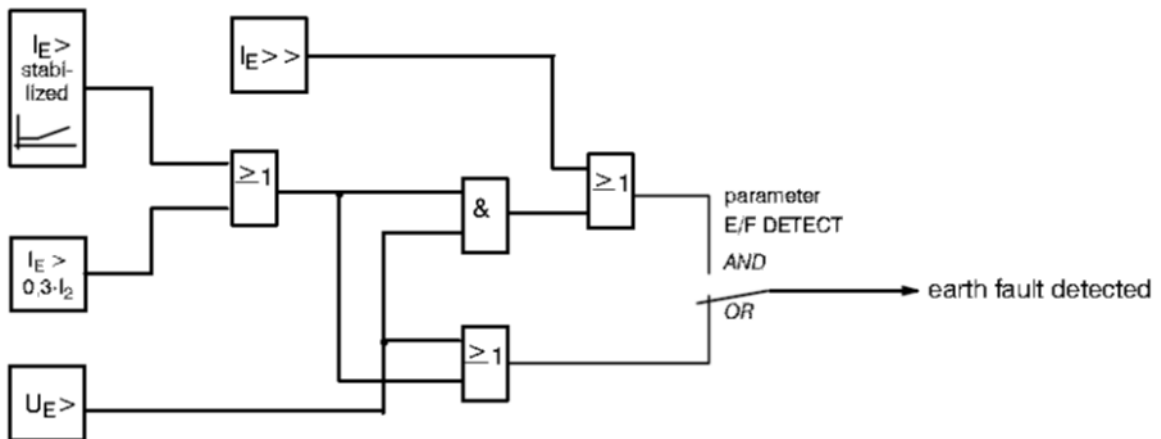 IE>
stabi-
lized
IE>>
≥1
IE >
0,3·I2
UE>
&
≥1
≥1
parameter
E/F DETECT
AND
OR
earth fault detected